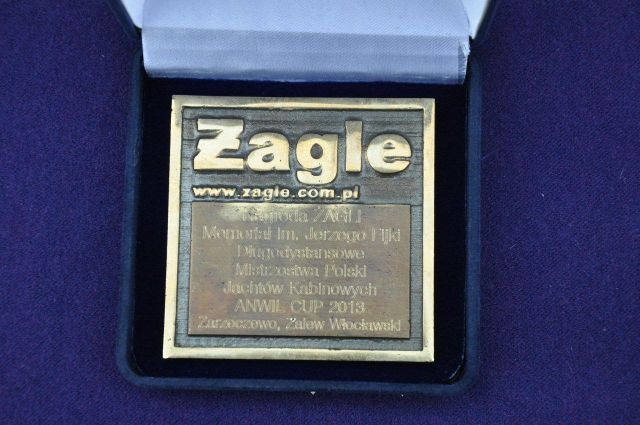 Żagle
www.zagle.com.pl
Nagroda ŻAGLI
Memoriał Im. Jerzego Fijki
Długodystansowe
Mistrzostwa Polski
Jachtów Kabinowych
ANWIL CUP 2013
Zarzeczewo, Zalew Włocławski